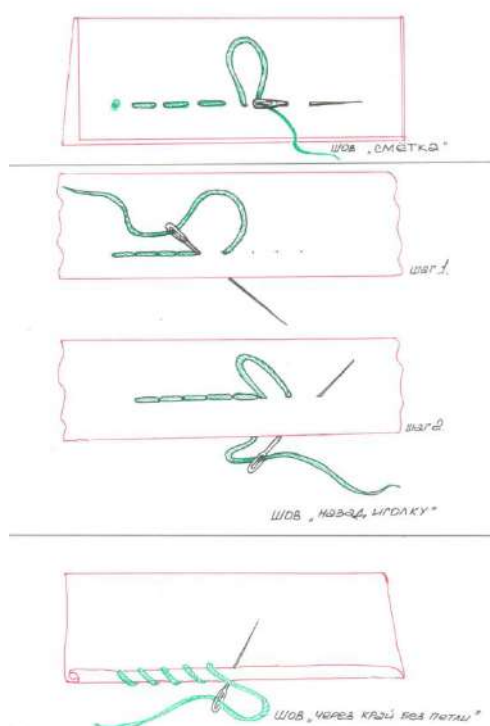 шов „сметка"
шаг 1.
шаг 2.
шов „назад иголку"
шов „через край без петли"